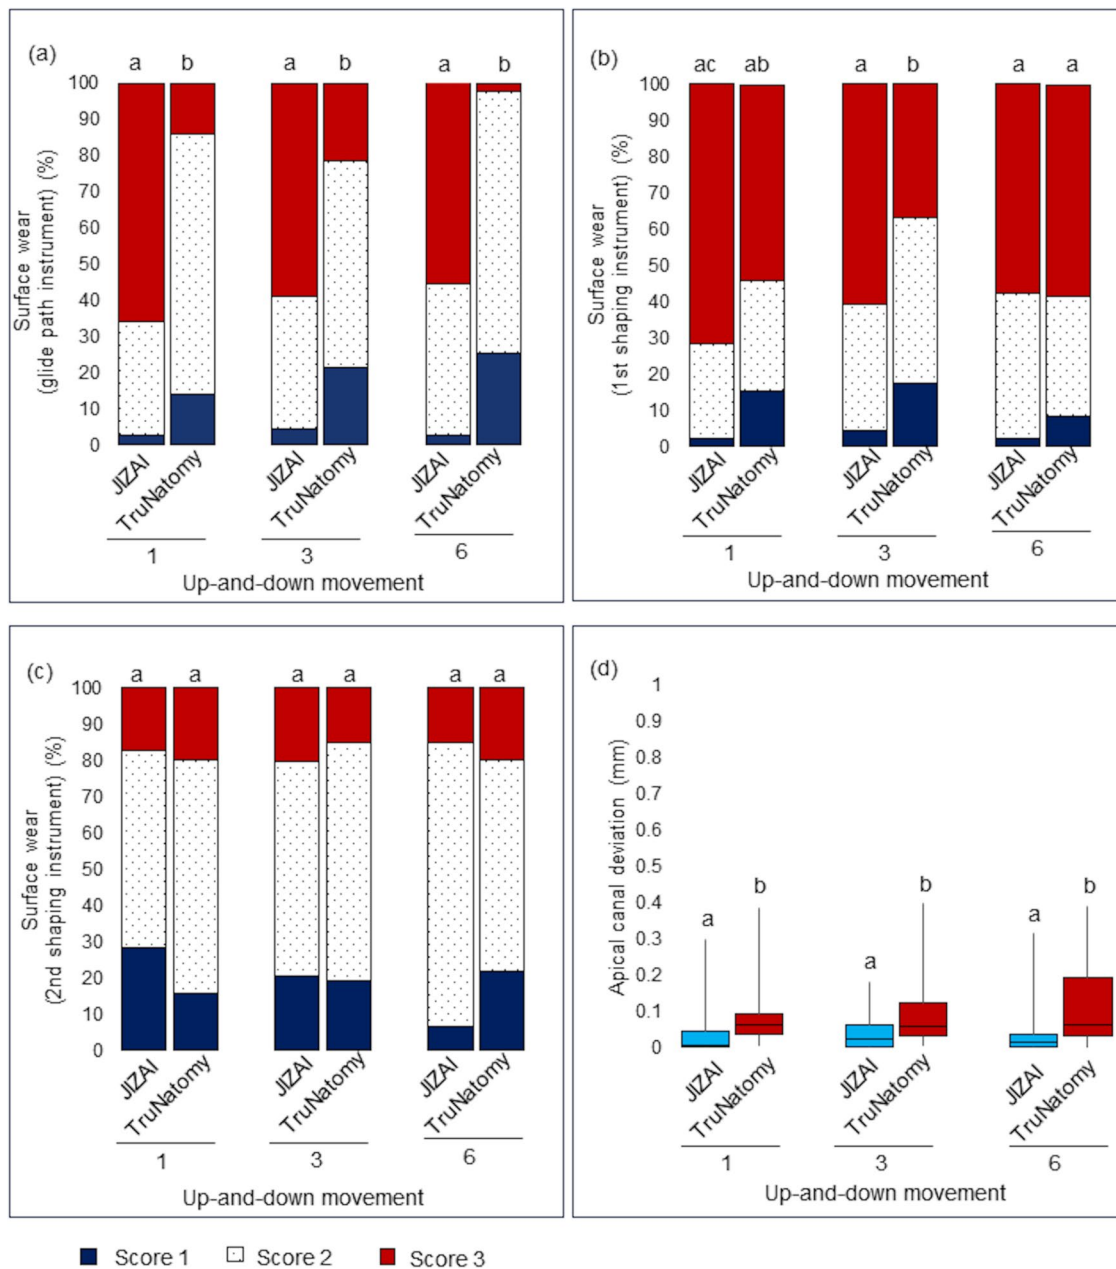 (a)
a b a b a b
100
90
80
70
60
50
40
30
20
10
0
Surface wear
(glide path instrument) (%)
JIZAI
TruNatomy
JIZAI
TruNatomy
JIZAI
TruNatomy
1 3 6
Up-and-down movement
(b)
ac ab a b a a
100
90
80
70
60
50
40
30
20
10
0
Surface wear
(1st shaping instrument) (%)
JIZAI
TruNatomy
JIZAI
TruNatomy
JIZAI
TruNatomy
1 3 6
Up-and-down movement
(c)
a a a a a a
100
90
80
70
60
50
40
30
20
10
0
Surface wear
(2nd shaping instrument) (%)
JIZAI
TruNatomy
JIZAI
TruNatomy
JIZAI
TruNatomy
1 3 6
Up-and-down movement
(d)
1
0.9
0.8
0.7
0.6
0.5
0.4
0.3
0.2
0.1
0
Apical canal deviation (mm)
a b a b a b
JIZAI
TruNatomy
JIZAI
TruNatomy
JIZAI
TruNatomy
1 3 6
Up-and-down movement
Score 1 Score 2 Score 3